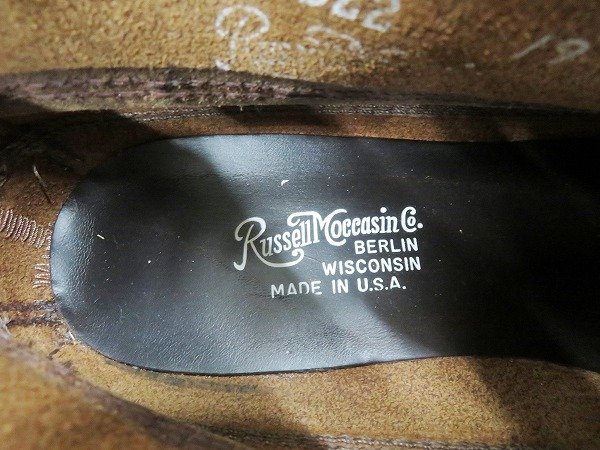 Russell Moccasin Co.
BERLIN
WISCONSIN
MADE IN U.S.A.